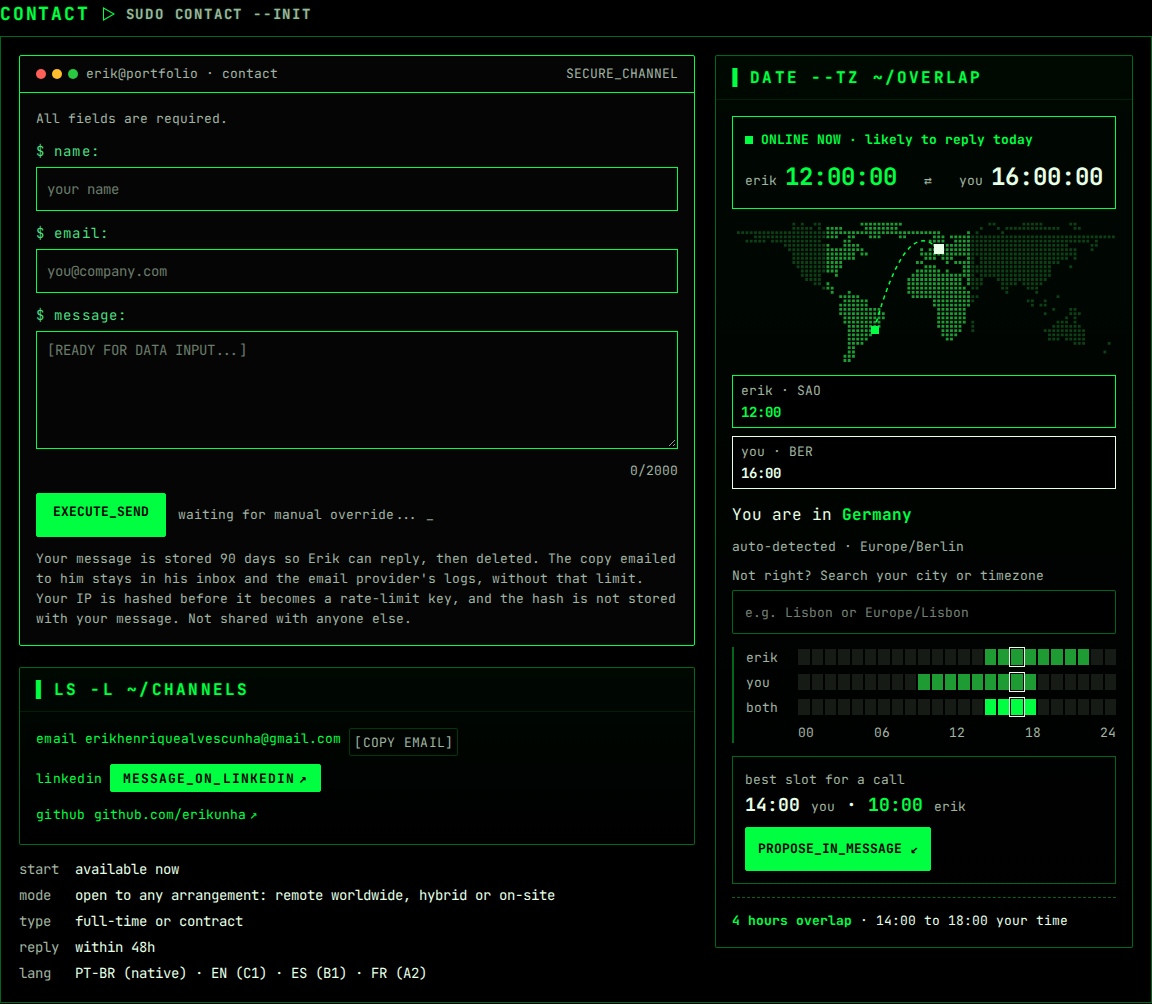 CONTACT ▷ SUDO CONTACT --INIT
erik@portfolio · contact SECURE_CHANNEL
All fields are required.
$ name:
your name
$ email:
you@company.com
$ message:
[READY FOR DATA INPUT...]
0/2000
EXECUTE_SEND waiting for manual override... _
Your message is stored 90 days so Erik can reply, then deleted. The copy emailed
to him stays in his inbox and the email provider's logs, without that limit.
Your IP is hashed before it becomes a rate-limit key, and the hash is not stored
with your message. Not shared with anyone else.
LS -L ~/CHANNELS
email erikhenriquealvescunha@gmail.com [COPY EMAIL]
linkedin MESSAGE_ON_LINKEDIN ↗
github github.com/erikunha ↗
start available now
mode open to any arrangement: remote worldwide, hybrid or on-site
type full-time or contract
reply within 48h
lang PT-BR (native) · EN (C1) · ES (B1) · FR (A2)
DATE --TZ ~/OVERLAP
ONLINE NOW · likely to reply today
erik 12:00:00 ⇄ you 16:00:00
erik · SAO
12:00
you · BER
16:00
You are in Germany
auto-detected · Europe/Berlin
Not right? Search your city or timezone
e.g. Lisbon or Europe/Lisbon
erik
you
both
00 06 12 18 24
best slot for a call
14:00 you • 10:00 erik
PROPOSE_IN_MESSAGE ↙
4 hours overlap · 14:00 to 18:00 your time